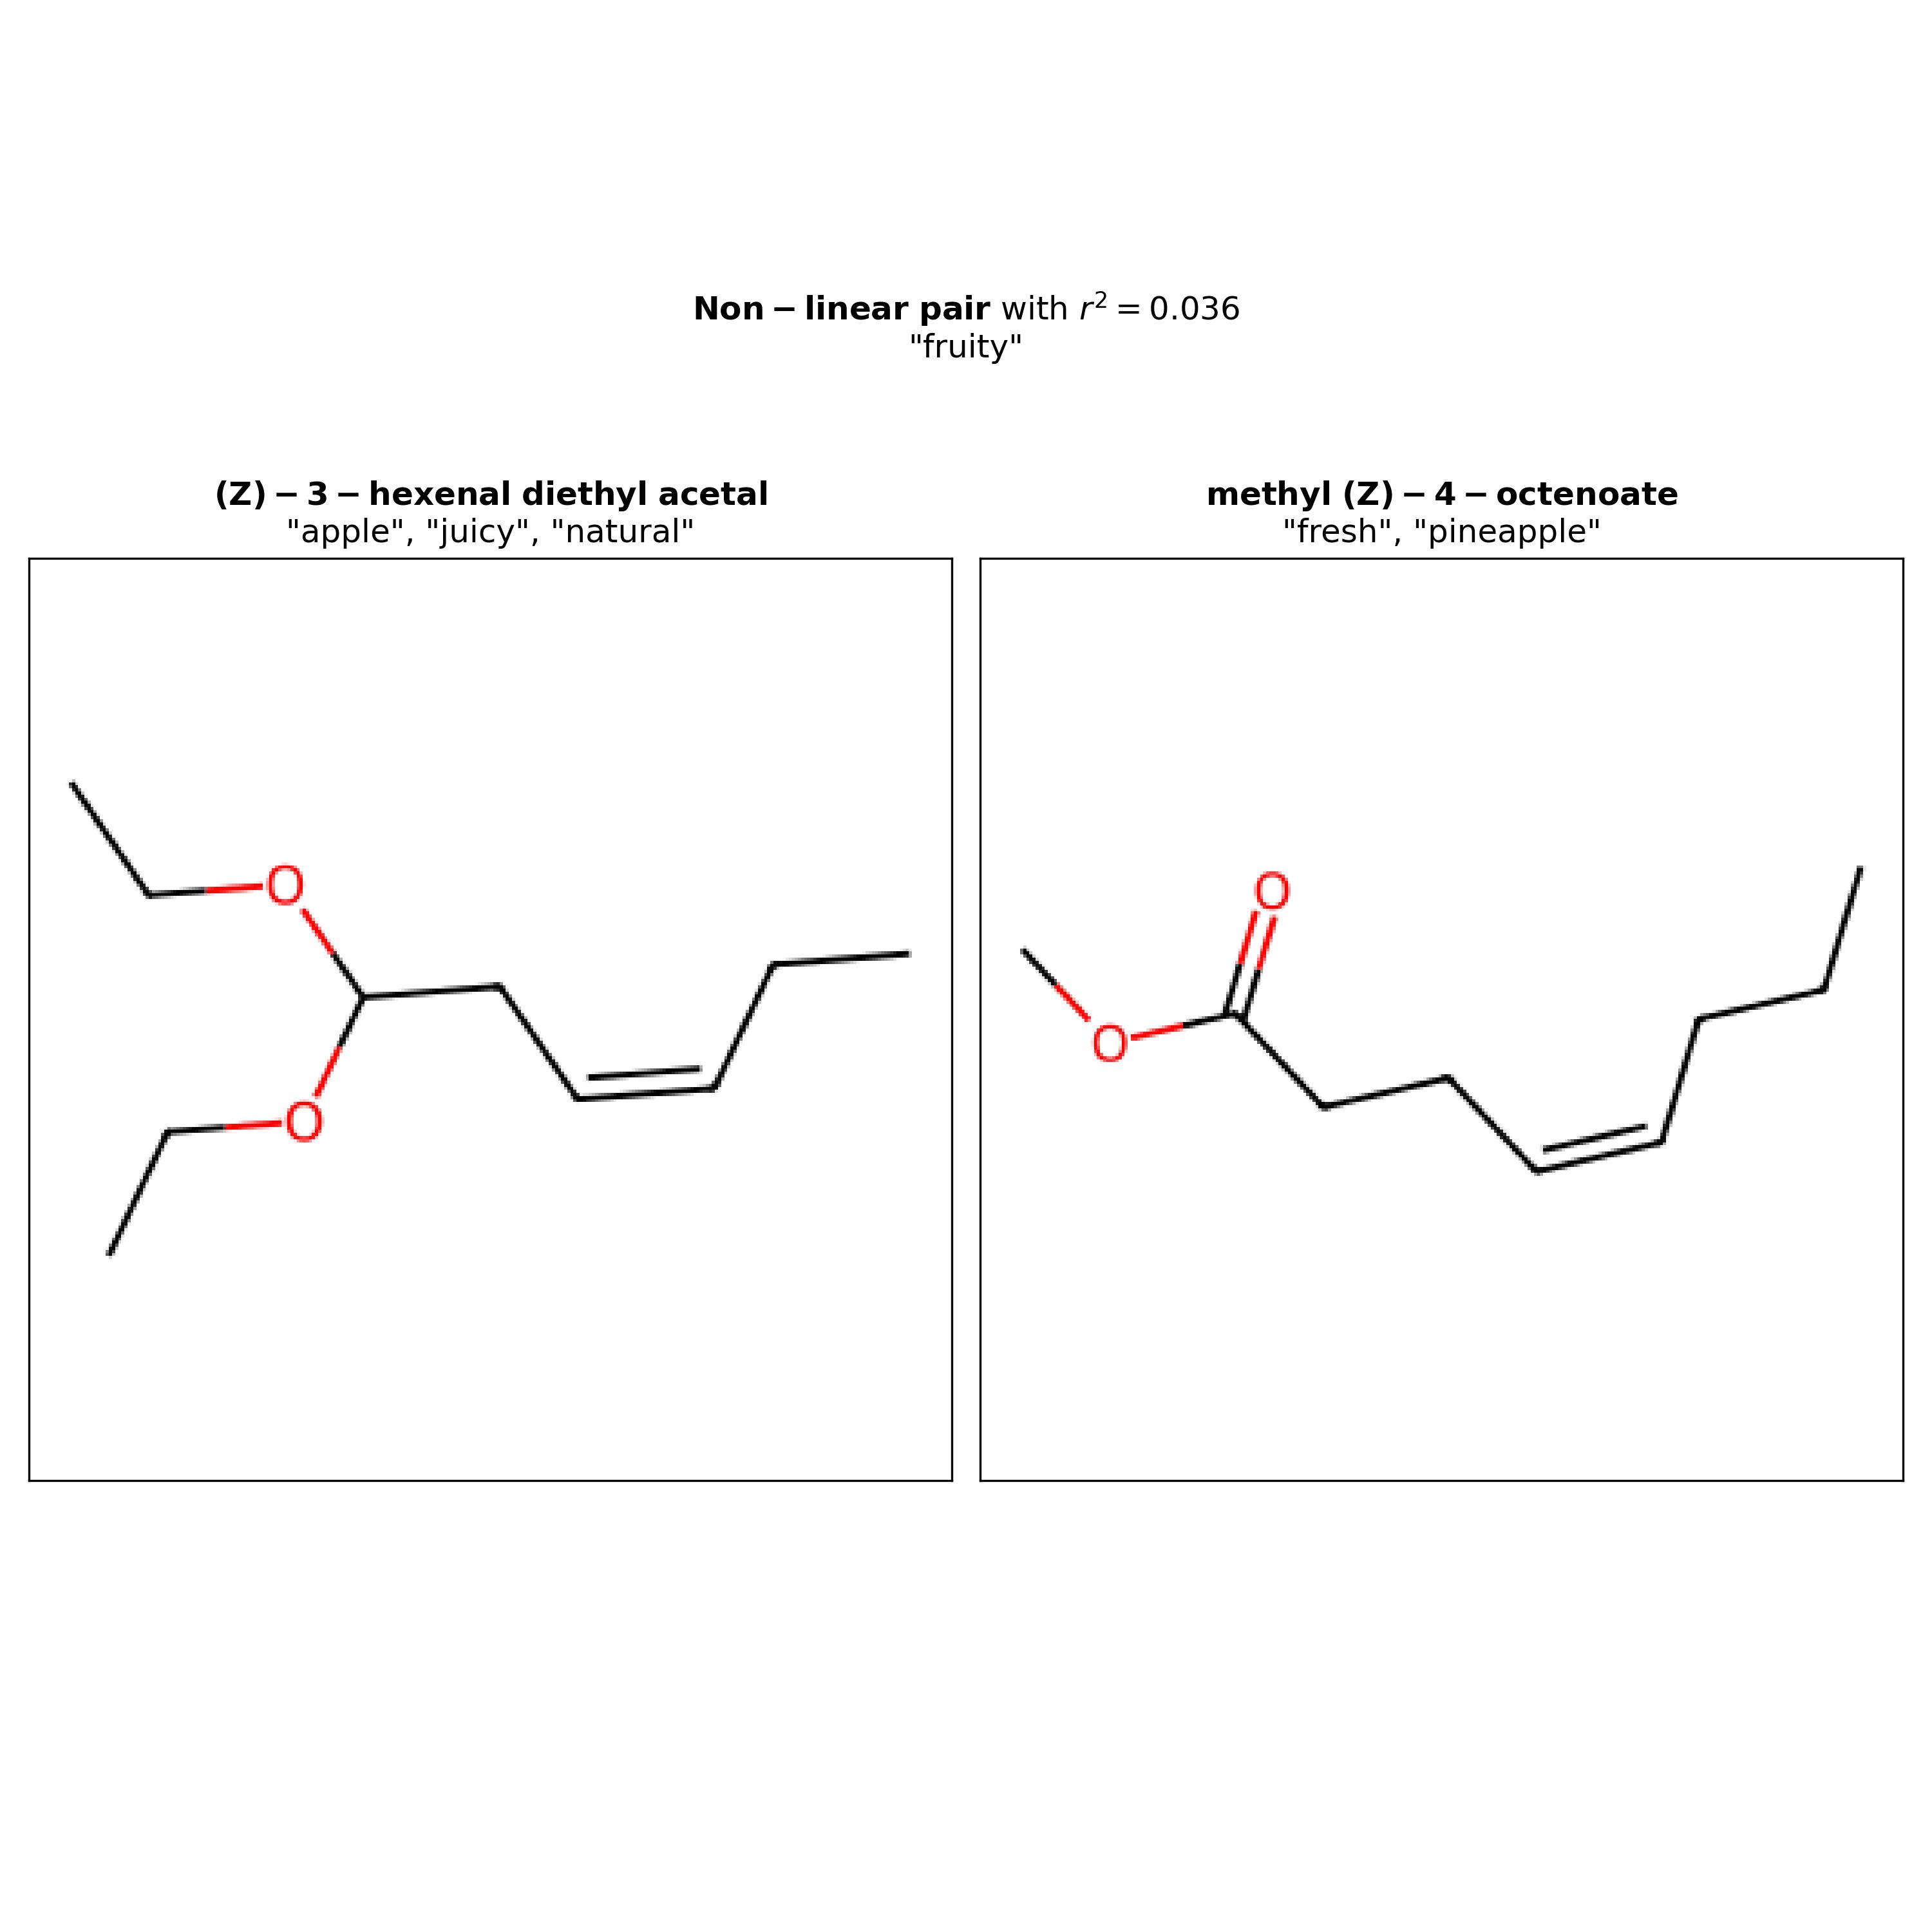 Non – linear pair with r² = 0.036
"fruity"
(Z) – 3 – hexenal diethyl acetal
"apple", "juicy", "natural"
methyl (Z) – 4 – octenoate
"fresh", "pineapple"
O
O
O
O